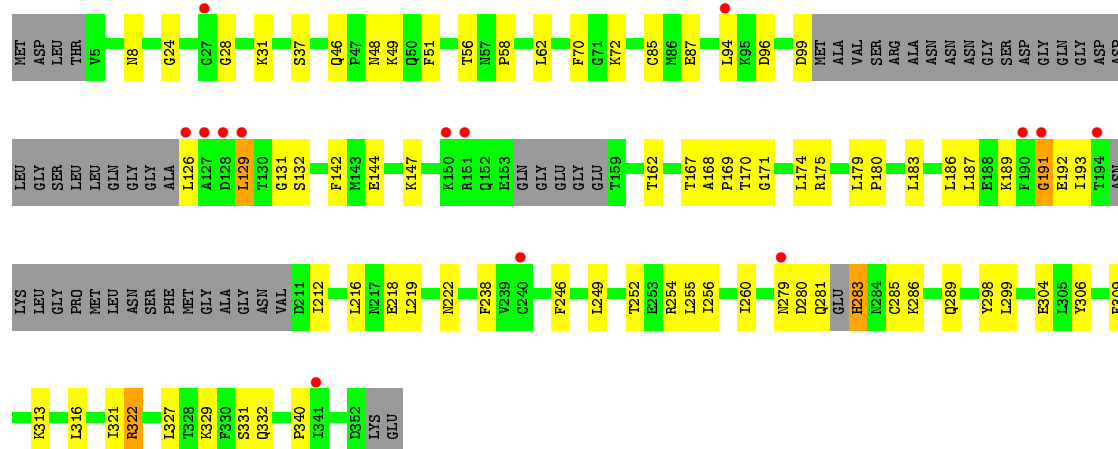 MET ASP LEU THR V5 N8 G24 G27 G28 K31 S37 Q46 P47 N48 K49 Q50 F51 T56 N57 P58 L62 F70 G71 K72 C85 M86 E87 L94 K95 D96 D99 MET ALA VAL SER ARG ALA ASN ASN ASN GLY SER ASP GLY GLN GLY ASP ASP
LEU GLY SER LEU LEU GLN GLY GLY ALA L126 A127 D128 L129 T130 G131 S132 F142 M143 E144 K147 K150 R151 Q152 E153 GLN GLY GLU GLY GLU T159 T162 T167 A168 P169 T170 G171 L174 R175 L179 P180 L183 L186 L187 E188 K189 F190 G191 E192 I193 T194 ASN
LYS LEU GLY PRO MET LEU ASN SER PHE MET GLY ALA GLY ASN VAL D211 I212 L216 N217 E218 L219 N222 F238 V239 C240 F246 L249 T252 E253 R254 L255 I256 I260 N279 D280 Q281 GLU H283 N284 C285 K286 Q289 Y298 L299 E304 L305 Y306
K313 L316 I321 R322 L327 T328 K329 F330 S331 Q332 P340 I341 D352 LYS GLU